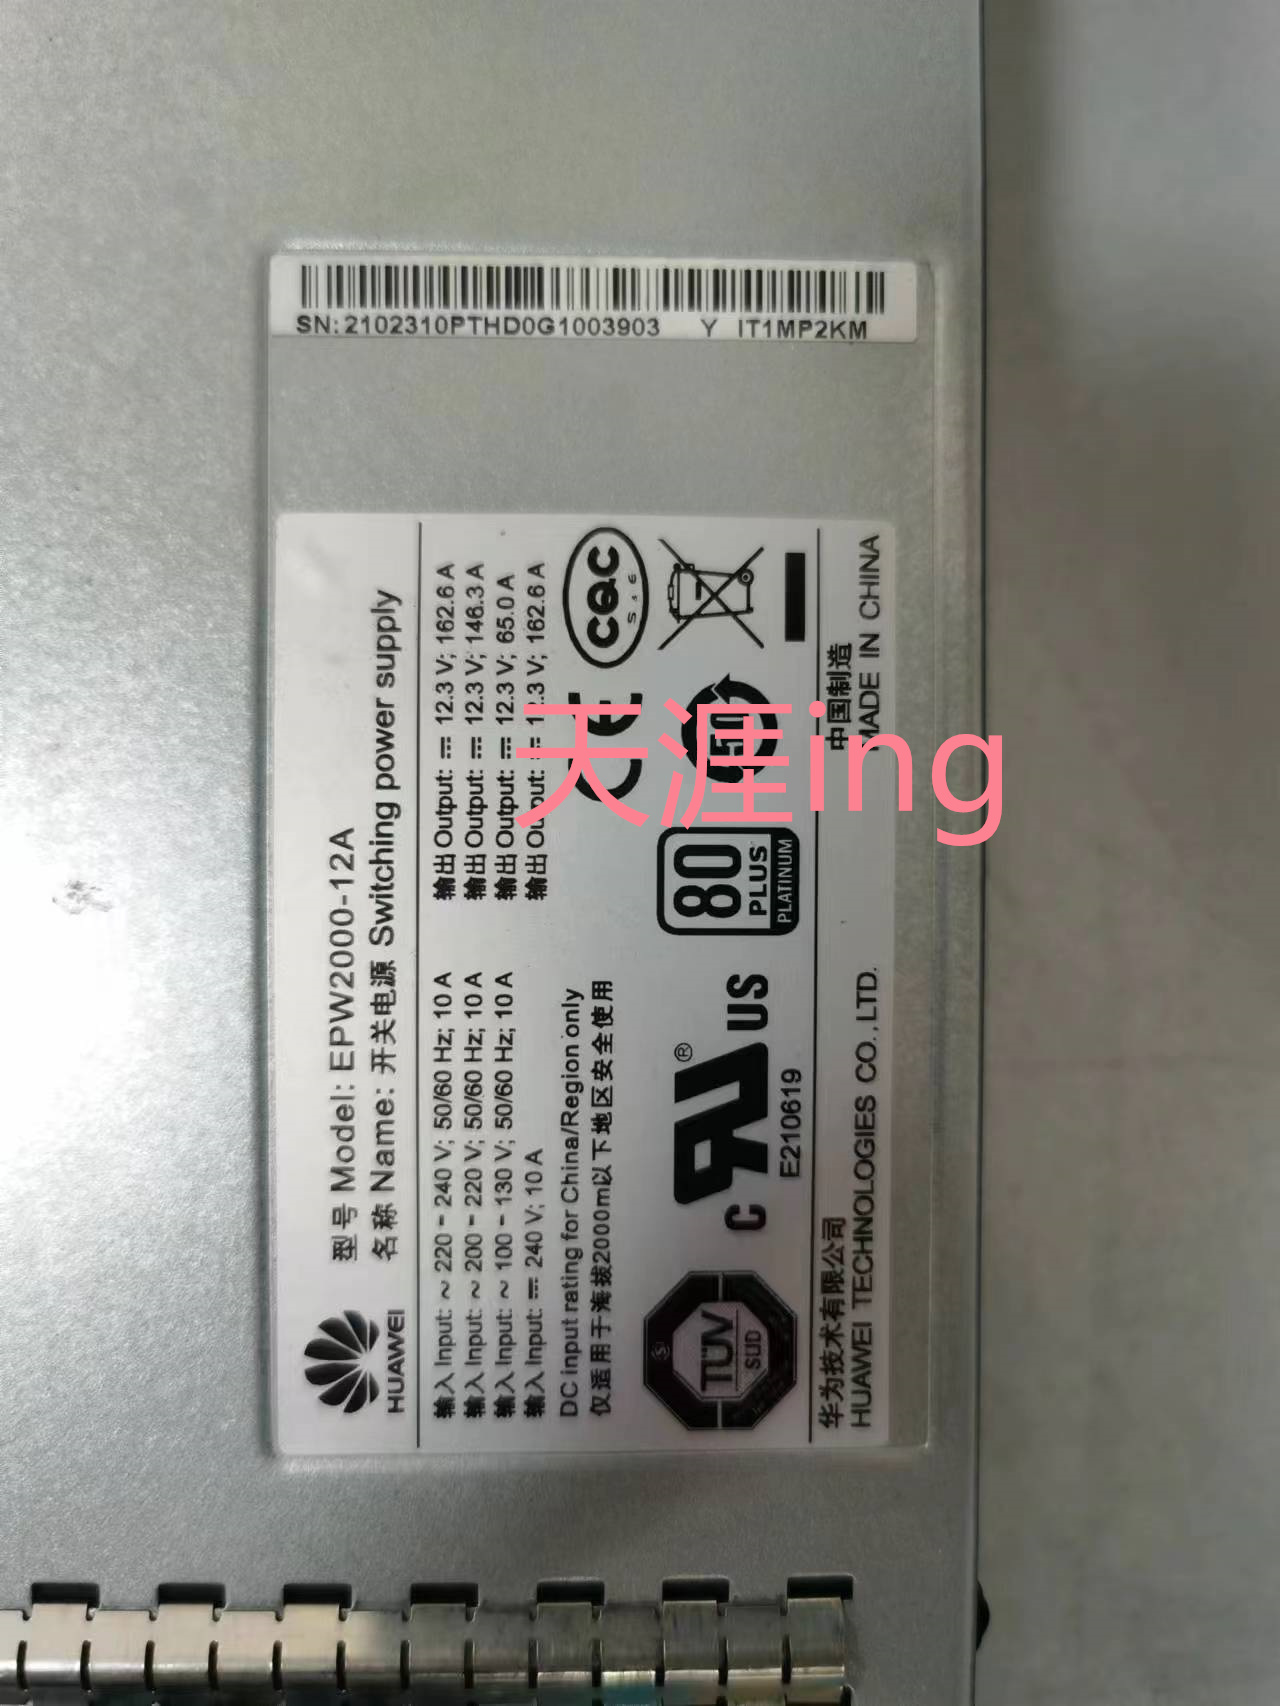 SN:2102310PTHD0G1003903 Y IT1MP2KM
HUAWEI
型号 Model: EPW2000-12A
名称 Name: 开关电源 Switching power supply
输入 Input: ~ 220-240 V; 50/60 Hz; 10 A 输出 Output: ⎓ 12.3 V; 162.6 A
输入 Input: ~ 200-220 V; 50/60 Hz; 10 A 输出 Output: ⎓ 12.3 V; 146.3 A
输入 Input: ~ 100-130 V; 50/60 Hz; 10 A 输出 Output: ⎓ 12.3 V; 65.0 A
输入 Input: ⎓ 240 V; 10 A 输出 Output: ⎓ 12.3 V; 162.6 A
DC input rating for China/Region only
仅适用于海拔2000m以下地区安全使用
CE
CQC
TÜV
SUD
C UL® US
E210619
80
PLUS
PLATINUM
50
华为技术有限公司 中国制造
HUAWEI TECHNOLOGIES CO., LTD. MADE IN CHINA
天涯ing